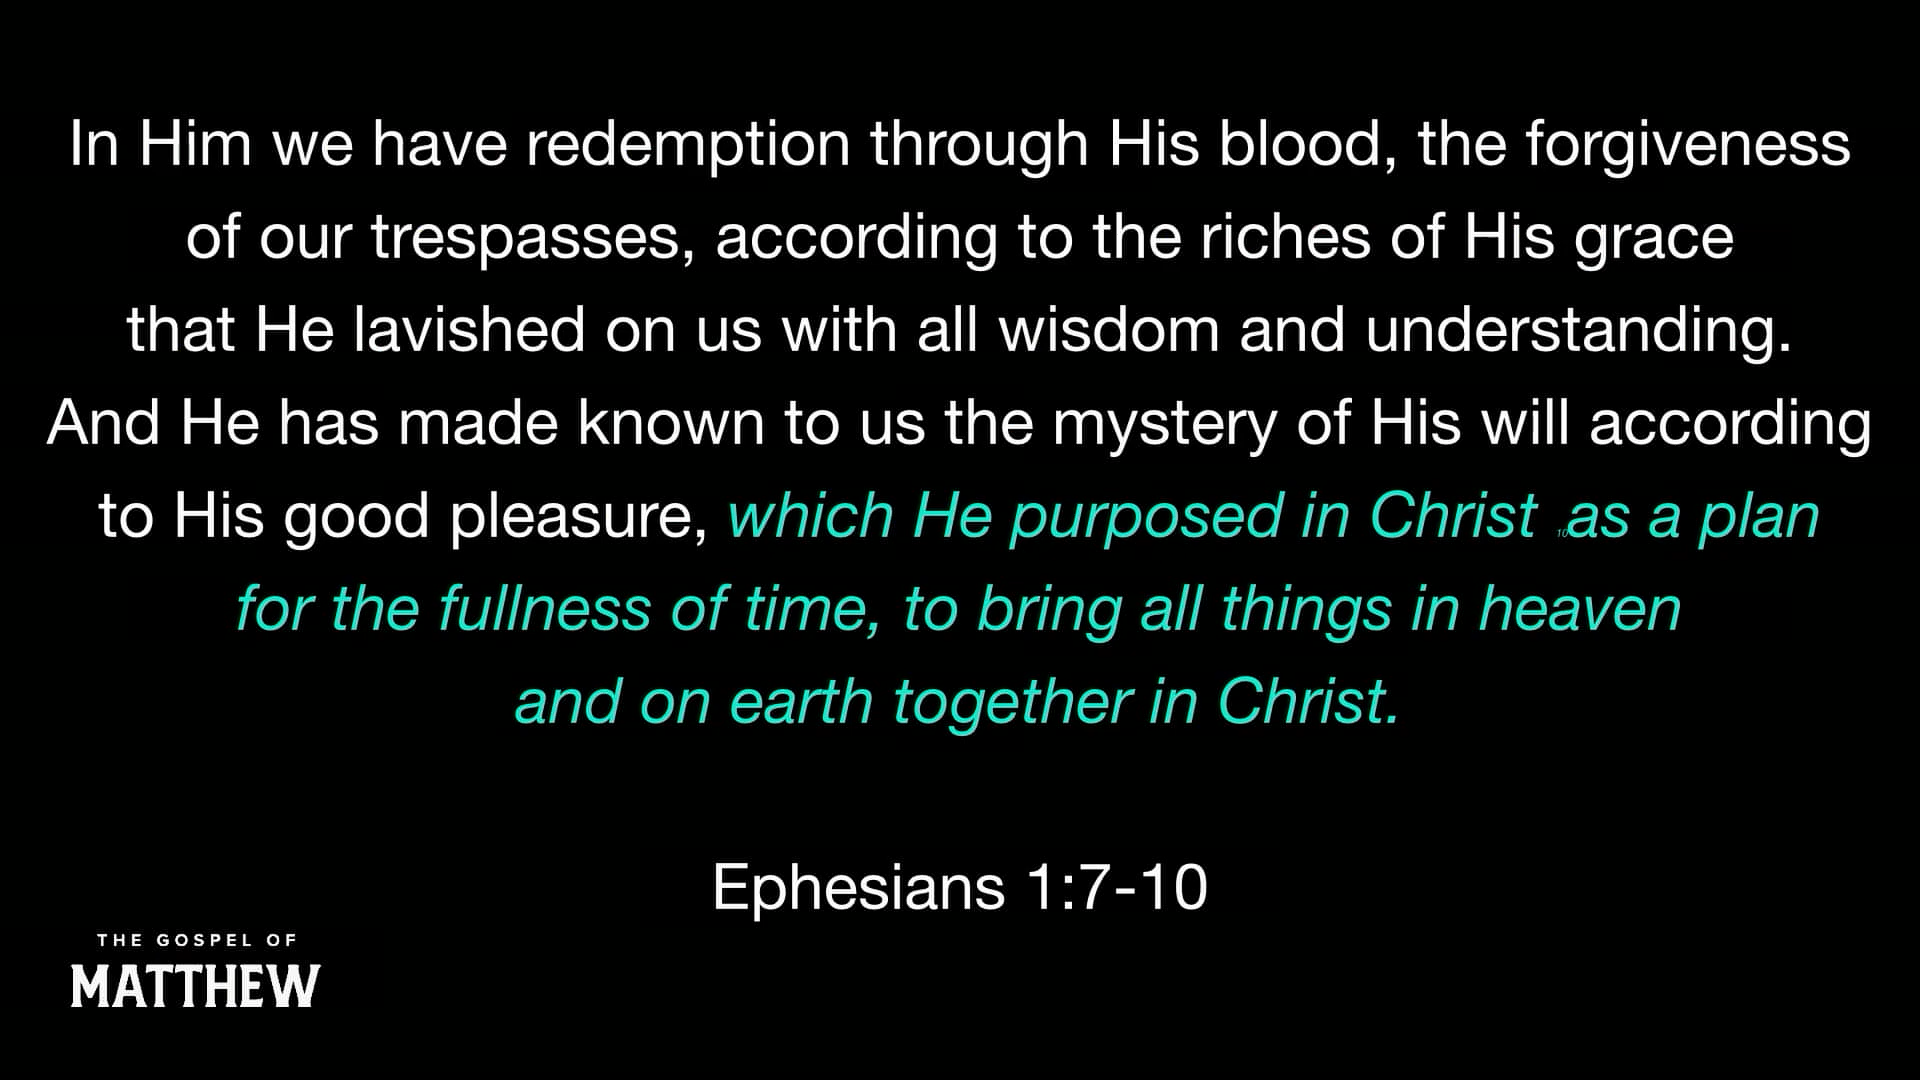 In Him we have redemption through His blood, the forgiveness
of our trespasses, according to the riches of His grace
that He lavished on us with all wisdom and understanding.
And He has made known to us the mystery of His will according
to His good pleasure, which He purposed in Christ 10as a plan
for the fullness of time, to bring all things in heaven
and on earth together in Christ.
Ephesians 1:7-10
THE GOSPEL OF
MATTHEW